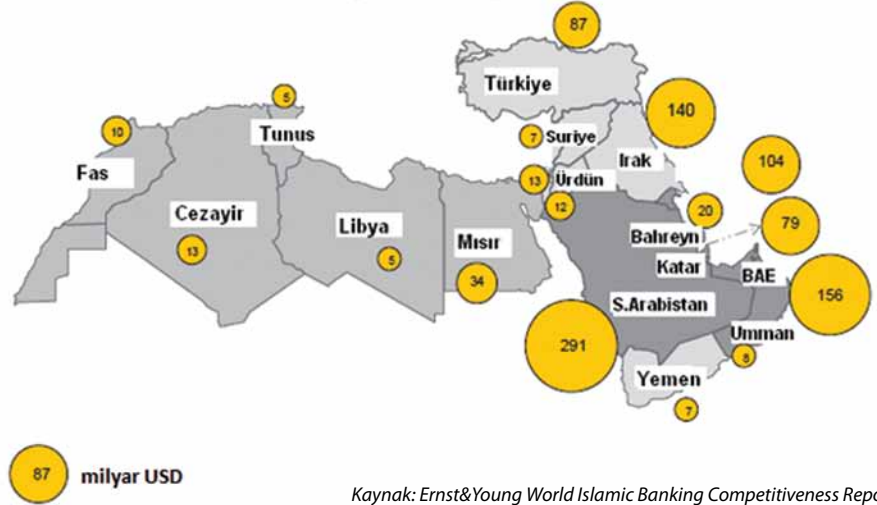 87
Türkiye
140
5
Tunus
10
7 Suriye
Irak
104
Fas
13 Ürdün
12
20
Cezayir
Libya
Mısır
79
Bahreyn
13
5
Katar
BAE
34
S.Arabistan
156
291
Umman
Yemen
7
87 milyar USD
Kaynak: Ernst&Young World Islamic Banking Competitiveness Repo